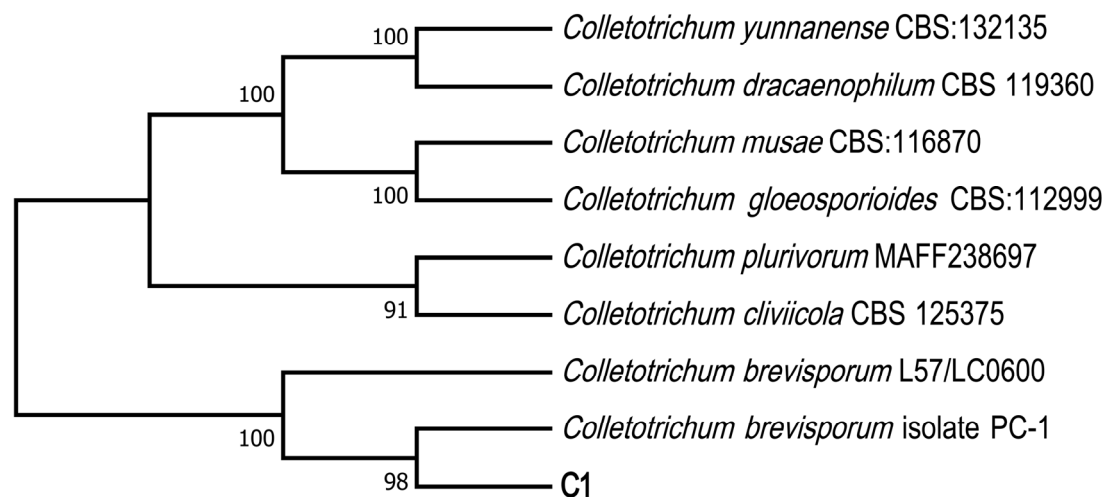 100
Colletotrichum yunnanense CBS:132135
100
Colletotrichum dracaenophilum CBS 119360
Colletotrichum musae CBS:116870
100
Colletotrichum gloeosporioides CBS:112999
Colletotrichum plurivorum MAFF238697
91
Colletotrichum cliviicola CBS 125375
Colletotrichum brevisporum L57/LC0600
100
Colletotrichum brevisporum isolate PC-1
98
C1